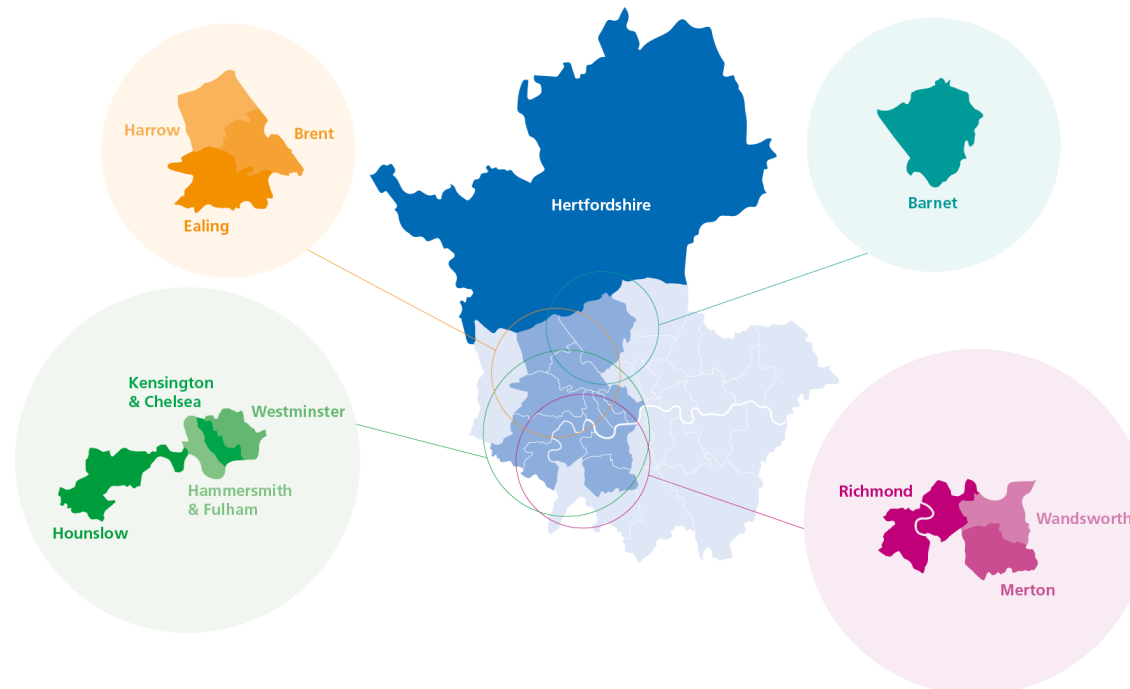 Harrow
Brent
Ealing
Hertfordshire
Barnet
Kensington
& Chelsea
Westminster
Hammersmith
& Fulham
Hounslow
Richmond
Wandsworth
Merton